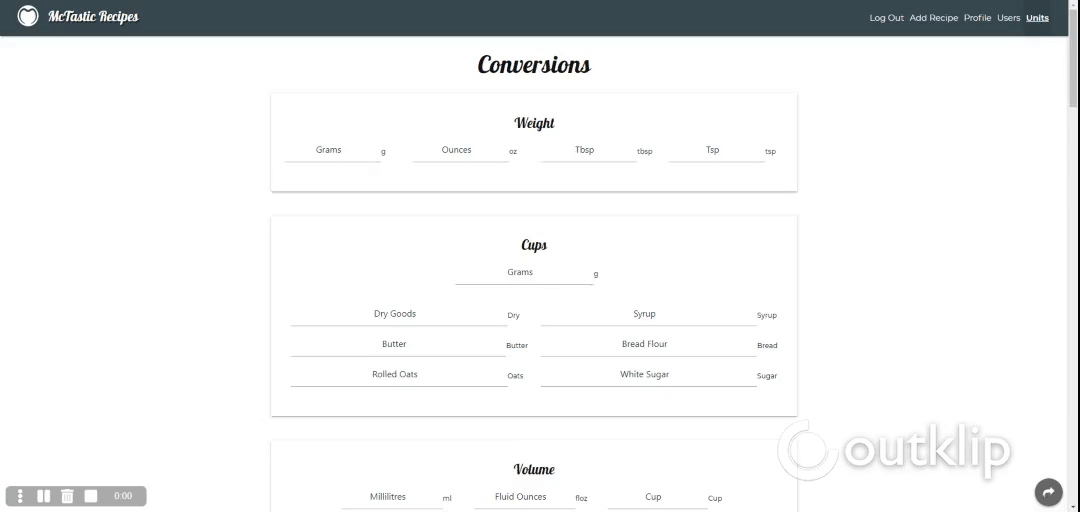 McTastic Recipes
Log Out Add Recipe Profile Users Units
Conversions
Weight
Grams g Ounces oz Tbsp tbsp Tsp tsp
Cups
Grams g
Dry Goods Dry Syrup Syrup
Butter Butter Bread Flour Bread
Rolled Oats Oats White Sugar Sugar
Volume
Millilitres ml Fluid Ounces floz Cup Cup
outklip
0:00